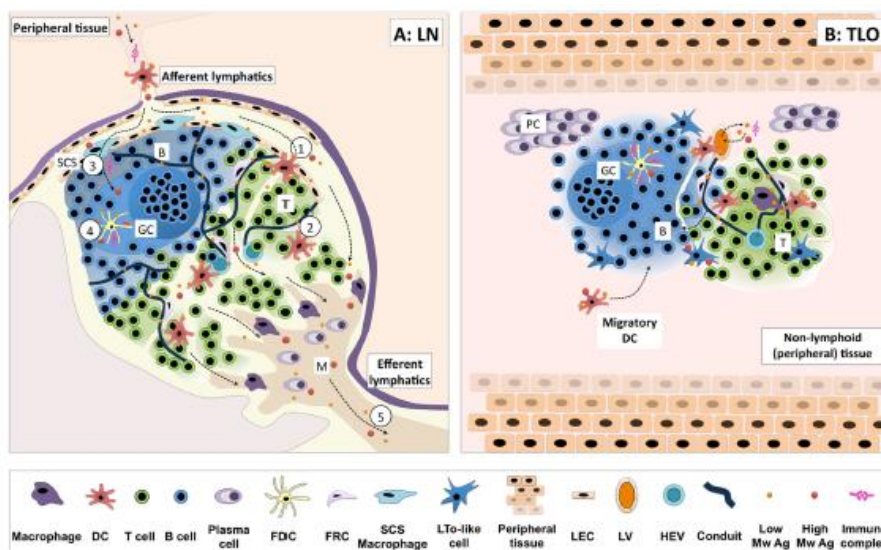 Peripheral tissue
A: LN
Afferent lymphatics
SCS
3
B
1
T
4
GC
2
M
Efferent
lymphatics
5
B: TLO
PC
GC
B
T
Migratory
DC
Non-lymphoid
(peripheral) tissue
Macrophage
DC
T cell
B cell
Plasma
cell
FDC
FRC
SCS
Macrophage
LTo-like
cell
Peripheral
tissue
LEC
LV
HEV
Conduit
Low
Mw Ag
High
Mw Ag
Immun
comple